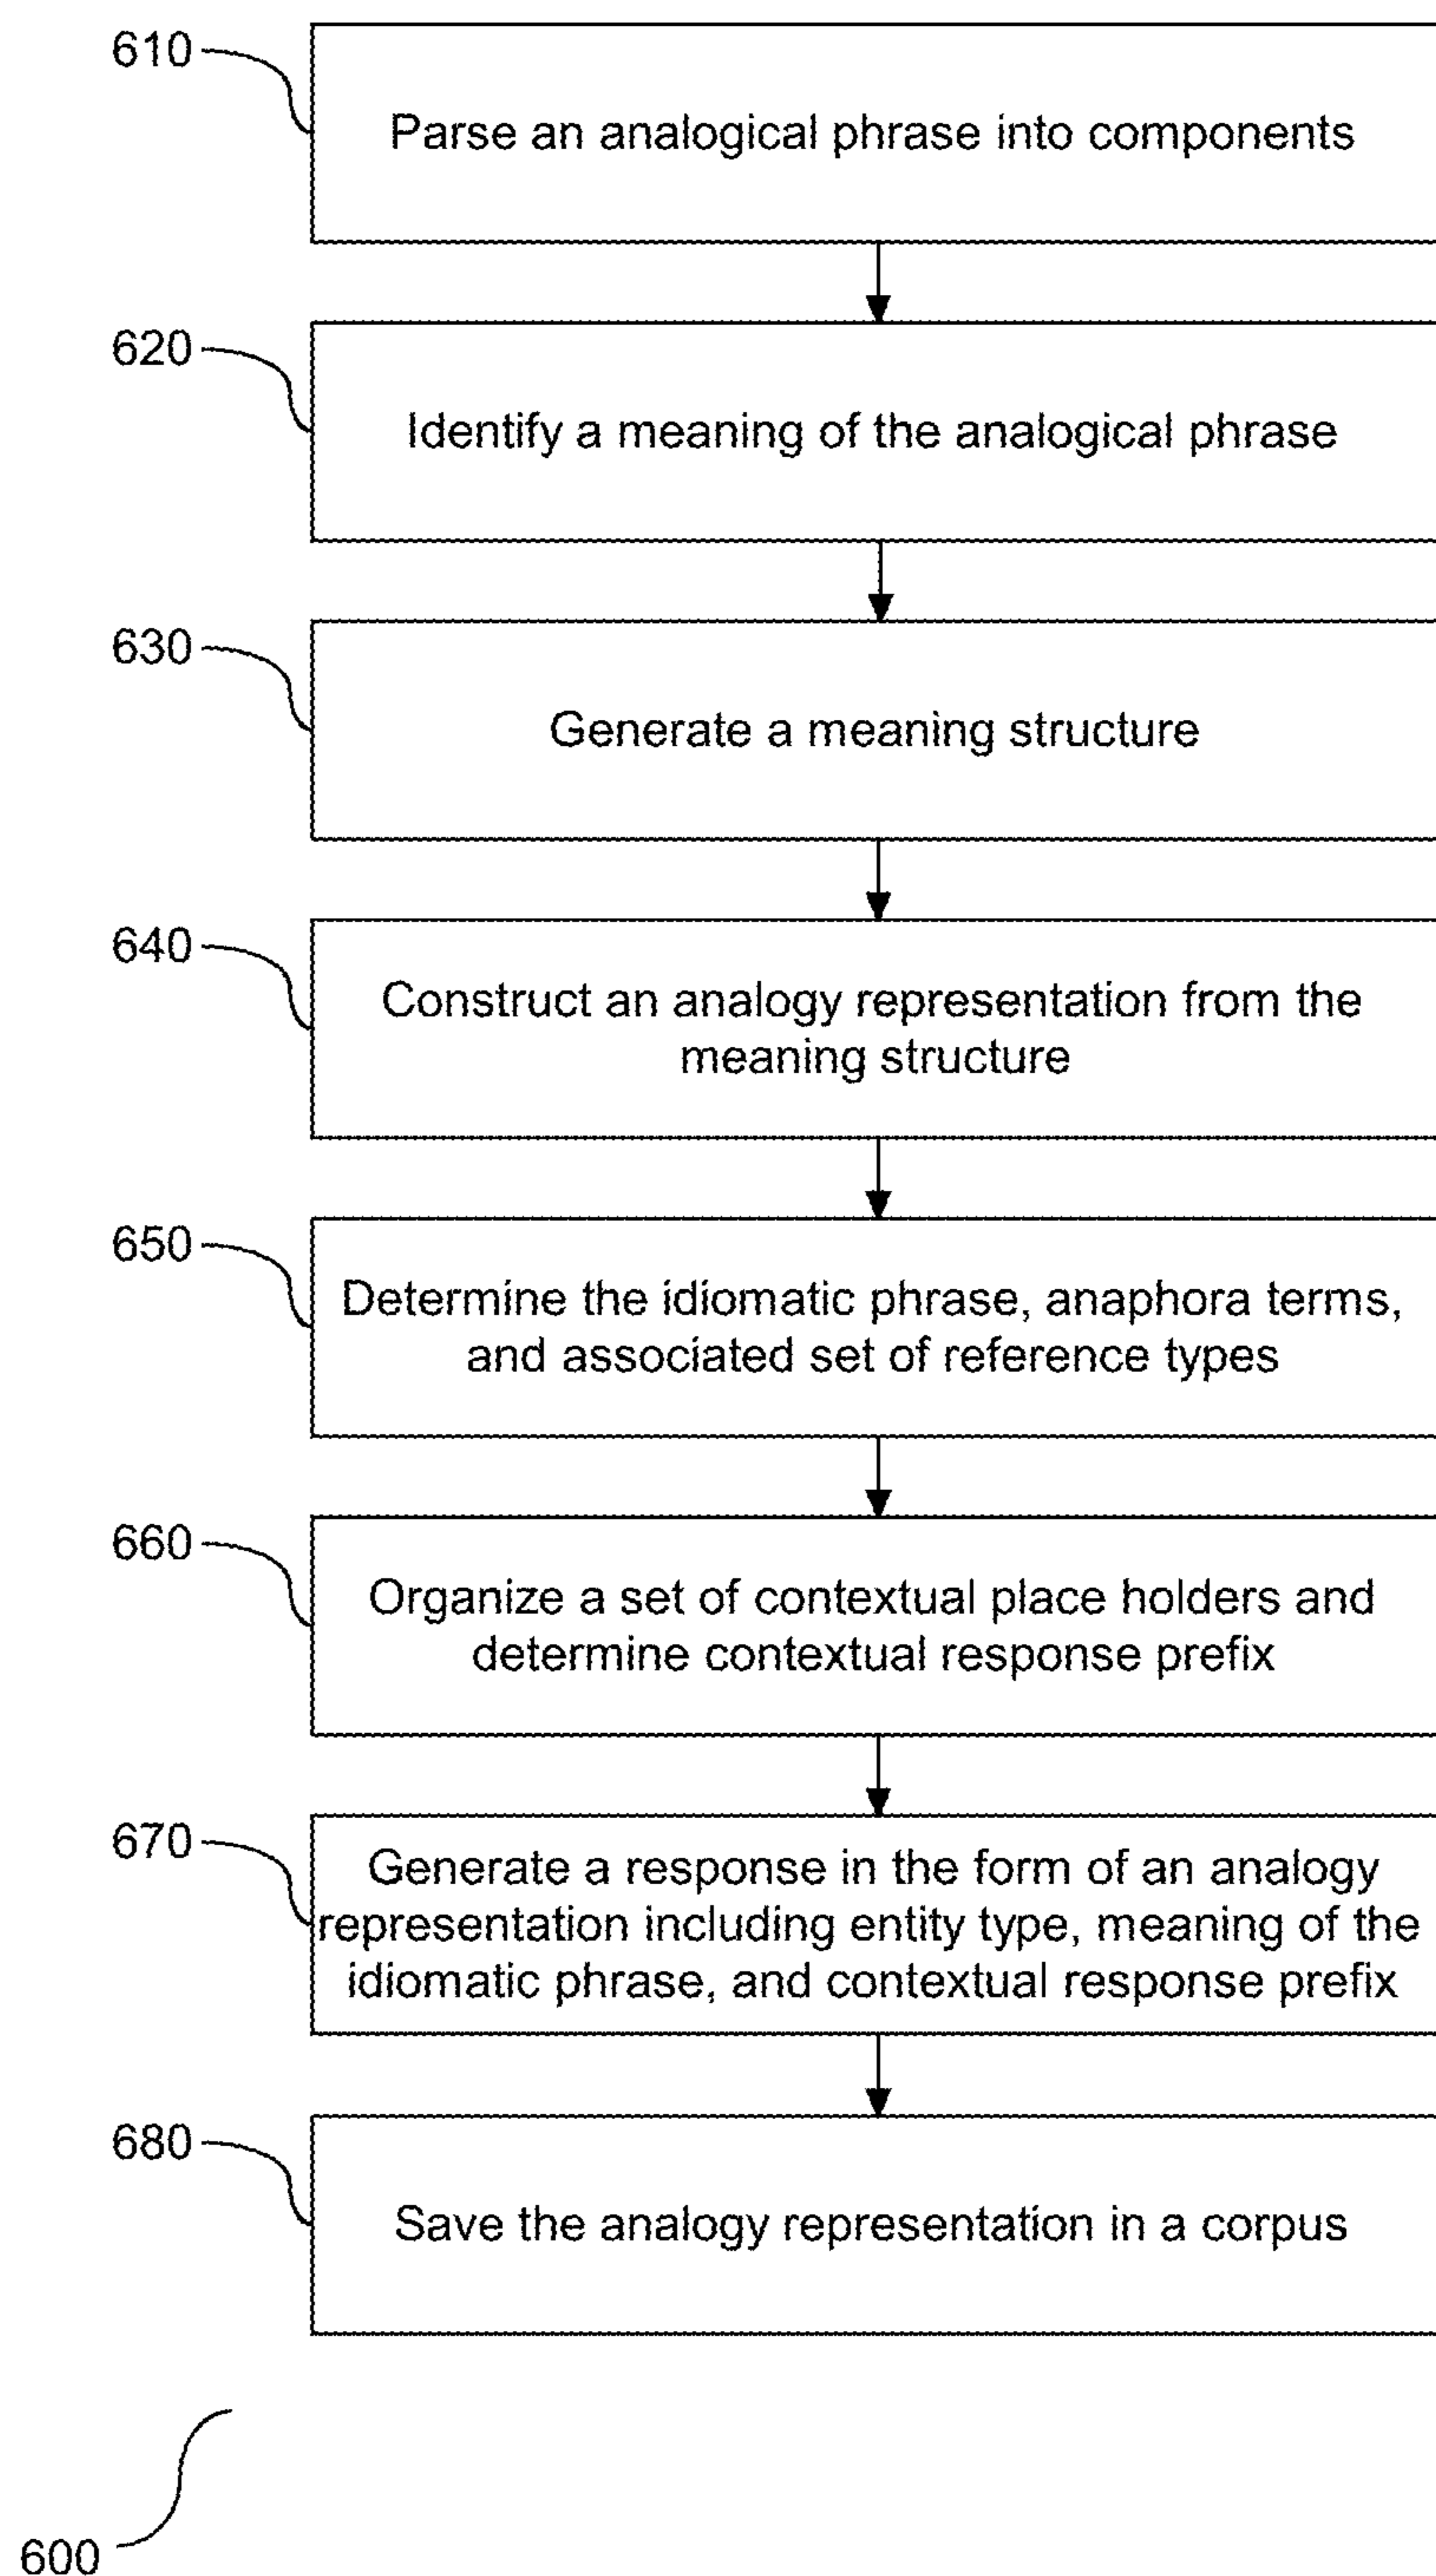 610
Parse an analogical phrase into components
620
Identify a meaning of the analogical phrase
630
Generate a meaning structure
640
Construct an analogy representation from the
meaning structure
650
Determine the idiomatic phrase, anaphora terms,
and associated set of reference types
660
Organize a set of contextual place holders and
determine contextual response prefix
670
Generate a response in the form of an analogy
representation including entity type, meaning of the
idiomatic phrase, and contextual response prefix
680
Save the analogy representation in a corpus
600